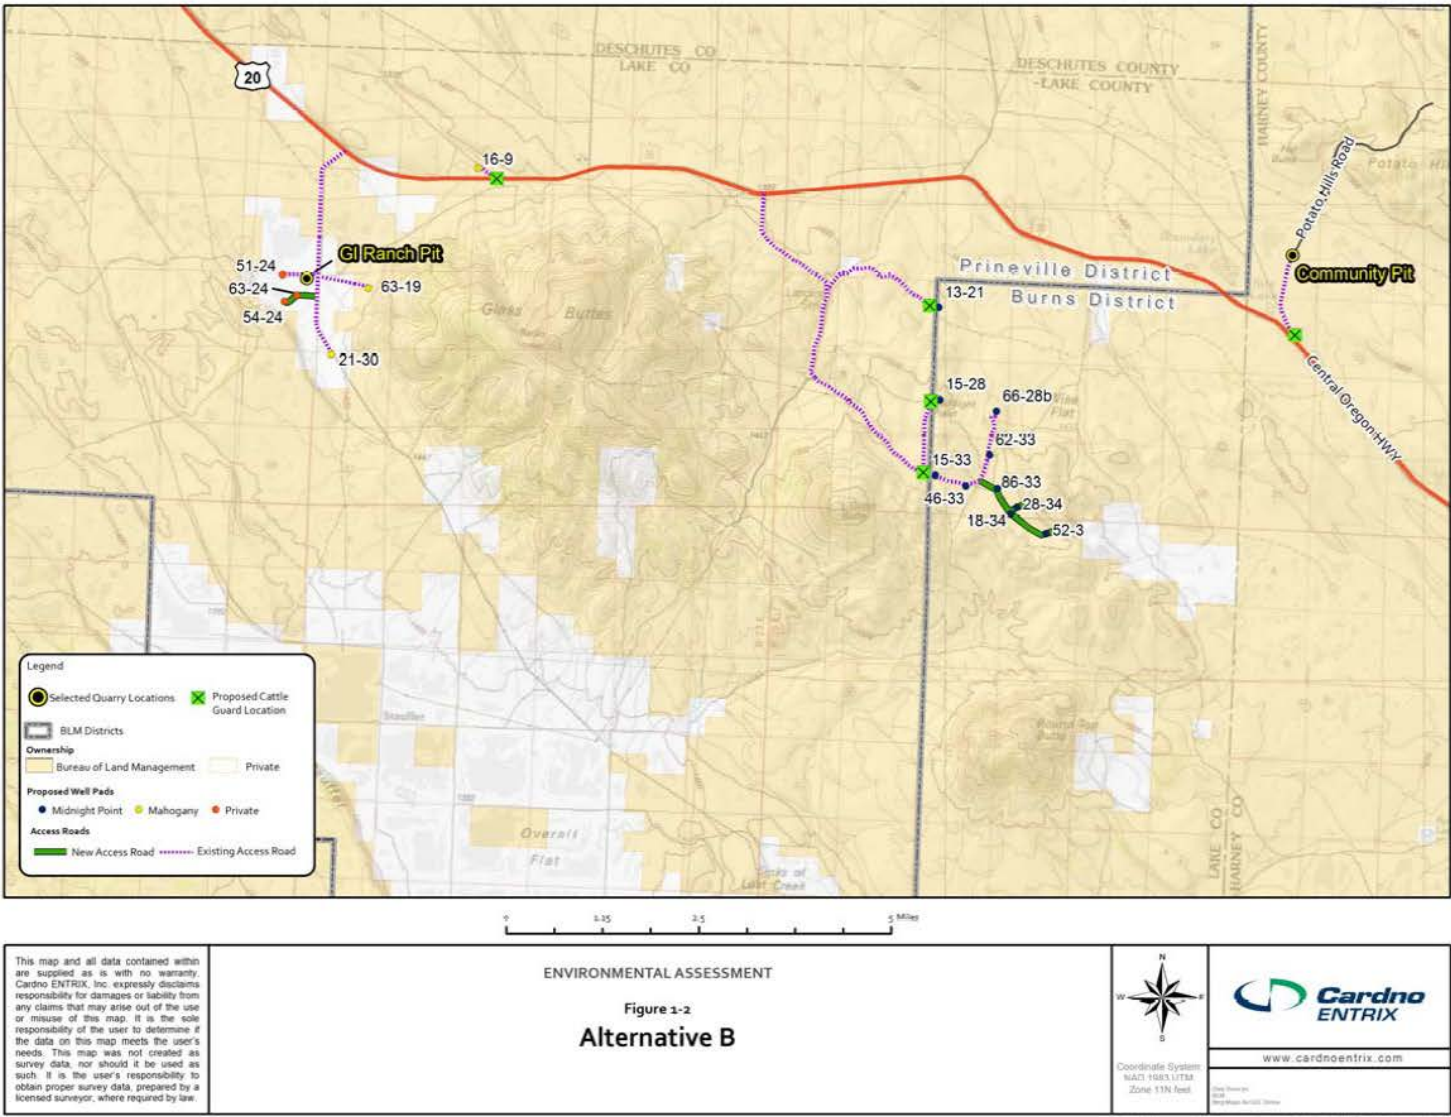 DESCHUTES CO
LAKE CO
DESCHUTES COUNTY
LAKE COUNTY
HARNEY COUNTY
20
16-9
Potato Hills Road
GI Ranch Pit
51-24
63-24
54-24
63-19
21-30
Glass Buttes
Prineville District
Burns District
Community Pit
13-21
15-28
66-28b
Flat
62-33
15-33
46-33
86-33
28-34
18-34
52-3
Central Oregon HWY
Overall
Flat
Lost Creek
LAKE CO
HARNEY CO
Legend
Selected Quarry Locations
Proposed Cattle
Guard Location
BLM Districts
Ownership
Bureau of Land Management
Private
Proposed Well Pads
Midnight Point
Mahogany
Private
Access Roads
New Access Road
Existing Access Road
0 1.25 2.5 5 Miles
This map and all data contained within
are supplied as is with no warranty.
Cardno ENTRIX, Inc. expressly disclaims
responsibility for damages or liability from
any claims that may arise out of the use
or misuse of this map. It is the sole
responsibility of the user to determine if
the data on this map meets the user's
needs. This map was not created as
survey data, nor should it be used as
such. It is the user's responsibility to
obtain proper survey data, prepared by a
licensed surveyor, where required by law.
ENVIRONMENTAL ASSESSMENT
Figure 1-2
Alternative B
N
W
E
S
Coordinate System
NAD 1983 UTM
Zone 11N feet
Cardno
ENTRIX
www.cardnoentrix.com